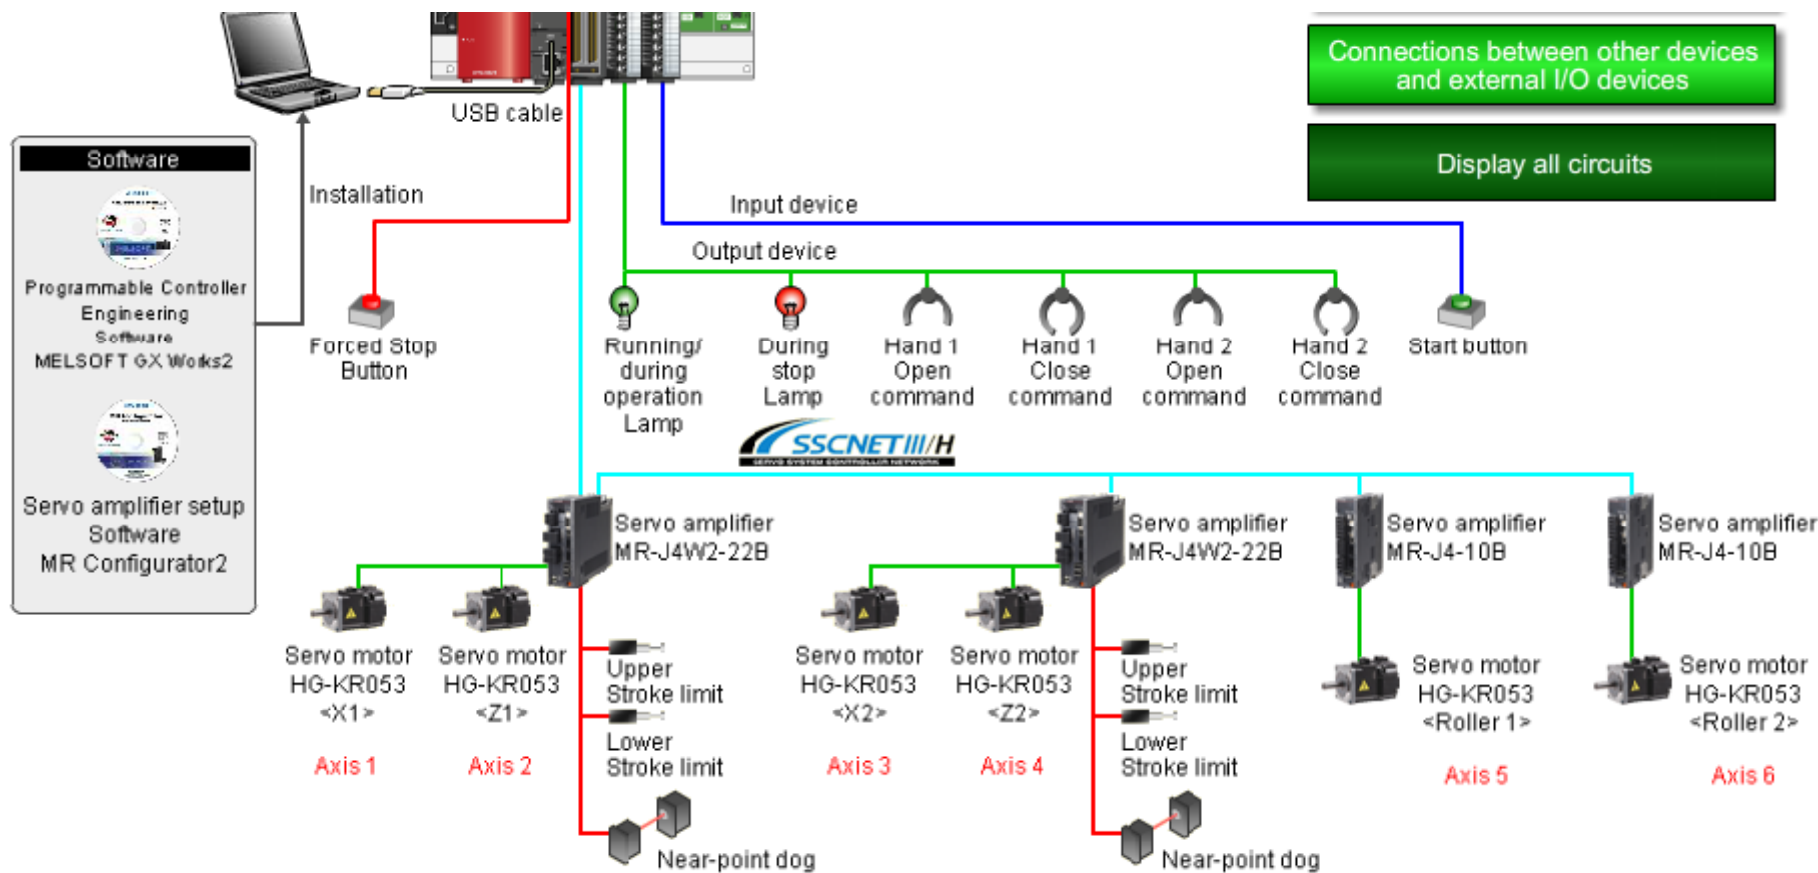 Connections between other devices
and external I/O devices
Display all circuits
USB cable
Software
Installation
Programmable Controller
Engineering
Software
MELSOFT GX Works2
Servo amplifier setup
Software
MR Configurator2
Input device
Output device
Forced Stop
Button
Running/
during
operation
Lamp
During
stop
Lamp
Hand 1
Open
command
Hand 1
Close
command
Hand 2
Open
command
Hand 2
Close
command
Start button
SSCNETIII/H
SERVO SYSTEM CONTROLLER NETWORK
Servo amplifier
MR-J4W2-22B
Servo amplifier
MR-J4W2-22B
Servo amplifier
MR-J4-10B
Servo amplifier
MR-J4-10B
Servo motor
HG-KR053
<X1>
Axis 1
Servo motor
HG-KR053
<Z1>
Axis 2
Upper
Stroke limit
Lower
Stroke limit
Near-point dog
Servo motor
HG-KR053
<X2>
Axis 3
Servo motor
HG-KR053
<Z2>
Axis 4
Upper
Stroke limit
Lower
Stroke limit
Near-point dog
Servo motor
HG-KR053
<Roller 1>
Axis 5
Servo motor
HG-KR053
<Roller 2>
Axis 6